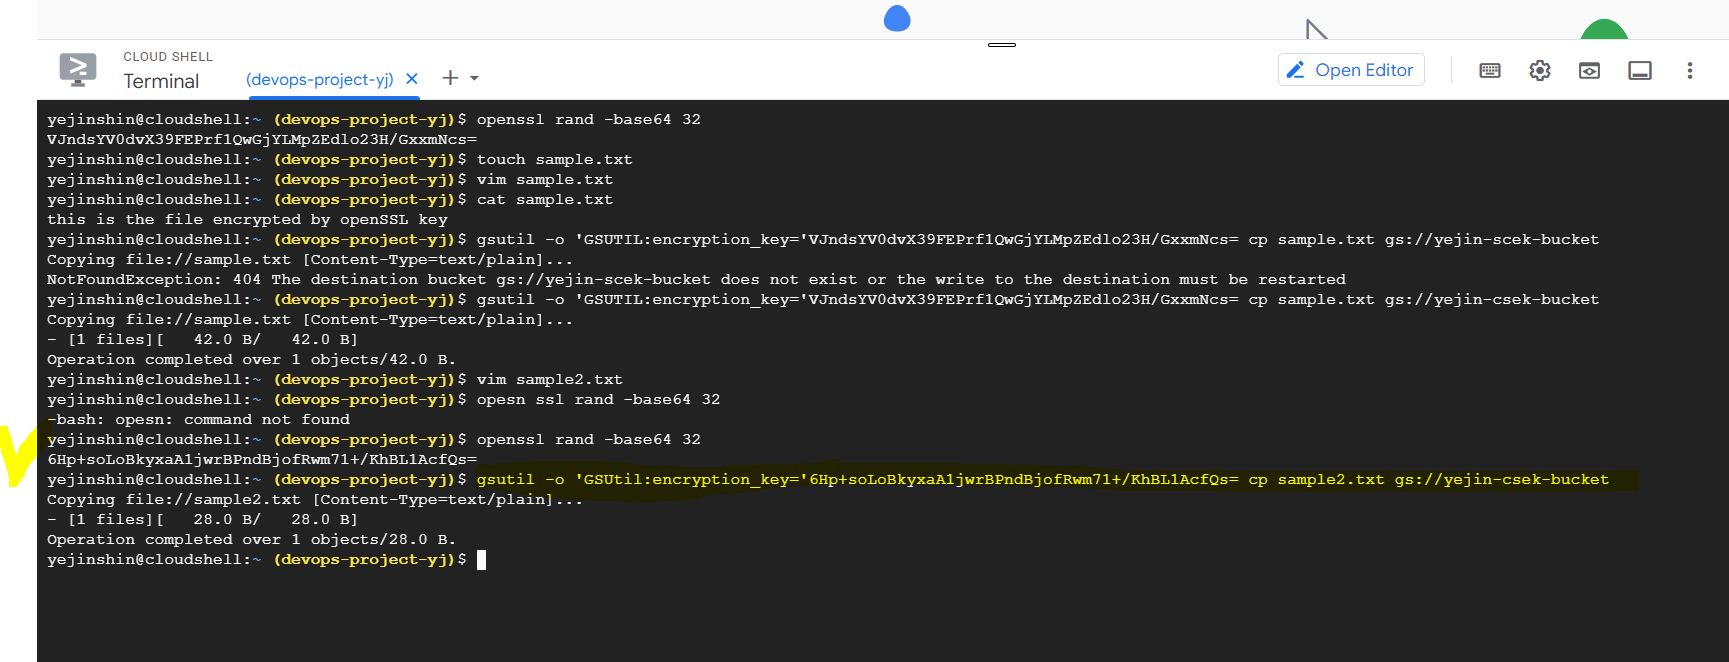 CLOUD SHELL
Terminal
(devops-project-yj)
Open Editor
yejinshin@cloudshell:~ (devops-project-yj)$ openssl rand -base64 32
VJndsYV0dvX39FEPrf1QwGjYLMpZEdlo23H/GxxmNcs=
yejinshin@cloudshell:~ (devops-project-yj)$ touch sample.txt
yejinshin@cloudshell:~ (devops-project-yj)$ vim sample.txt
yejinshin@cloudshell:~ (devops-project-yj)$ cat sample.txt
this is the file encrypted by openSSL key
yejinshin@cloudshell:~ (devops-project-yj)$ gsutil -o 'GSUTIL:encryption_key='VJndsYV0dvX39FEPrf1QwGjYLMpZEdlo23H/GxxmNcs= cp sample.txt gs://yejin-scek-bucket
Copying file://sample.txt [Content-Type=text/plain]...
NotFoundException: 404 The destination bucket gs://yejin-scek-bucket does not exist or the write to the destination must be restarted
yejinshin@cloudshell:~ (devops-project-yj)$ gsutil -o 'GSUTIL:encryption_key='VJndsYV0dvX39FEPrf1QwGjYLMpZEdlo23H/GxxmNcs= cp sample.txt gs://yejin-csek-bucket
Copying file://sample.txt [Content-Type=text/plain]...
- [1 files][   42.0 B/   42.0 B]
Operation completed over 1 objects/42.0 B.
yejinshin@cloudshell:~ (devops-project-yj)$ vim sample2.txt
yejinshin@cloudshell:~ (devops-project-yj)$ opesn ssl rand -base64 32
-bash: opesn: command not found
yejinshin@cloudshell:~ (devops-project-yj)$ openssl rand -base64 32
6Hp+soLoBkyxaA1jwrBPndBjofRwm71+/KhBL1AcfQs=
yejinshin@cloudshell:~ (devops-project-yj)$ gsutil -o 'GSUtil:encryption_key='6Hp+soLoBkyxaA1jwrBPndBjofRwm71+/KhBL1AcfQs= cp sample2.txt gs://yejin-csek-bucket
Copying file://sample2.txt [Content-Type=text/plain]...
- [1 files][   28.0 B/   28.0 B]
Operation completed over 1 objects/28.0 B.
yejinshin@cloudshell:~ (devops-project-yj)$